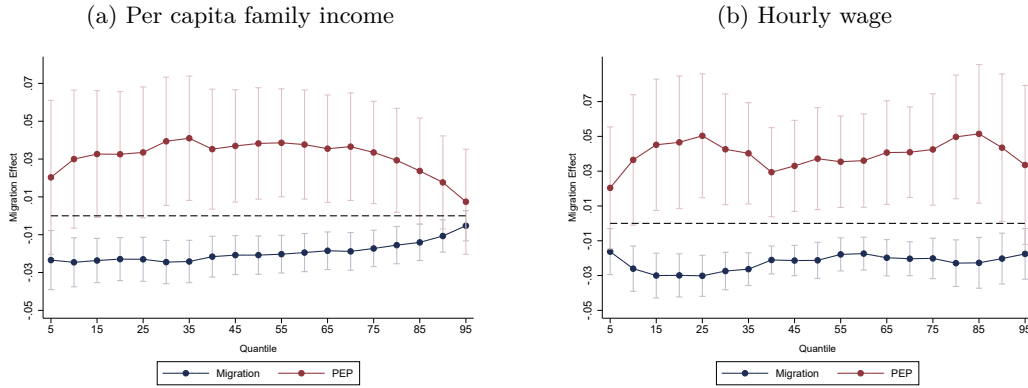 (a) Per capita family income
Migration Effect
.07
.05
.03
.01
-.01
-.03
-.05
5 15 25 35 45 55 65 75 85 95
Quantile
Migration PEP
(b) Hourly wage
Migration Effect
.07
.05
.03
.01
-.01
-.03
-.05
5 15 25 35 45 55 65 75 85 95
Quantile
Migration PEP